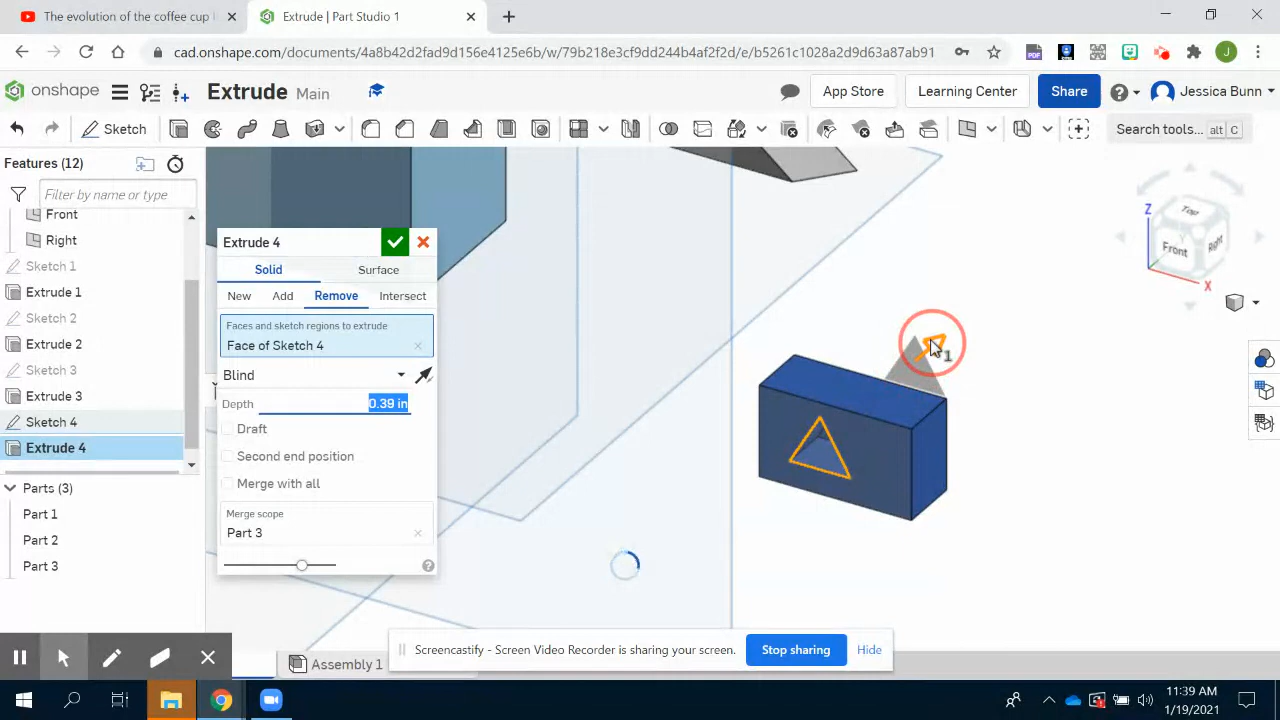 The evolution of the coffee cup l
Extrude | Part Studio 1
cad.onshape.com/documents/4a8b42d2fad9d156e4125e6b/w/79b218e3cf9dd244b4af2f2d/e/b5261c1028a2d9d63a87ab91
PDF
J
onshape
Extrude Main
App Store
Learning Center
Share
Jessica Bunn
Sketch
Search tools... alt C
Features (12)
Filter by name or type
Front
Right
Sketch 1
Extrude 1
Sketch 2
Extrude 2
Extrude 3
Sketch 4
Extrude 4
Parts (3)
Part 1
Part 2
Part 3
Extrude 4
Solid Surface
New Add Remove Intersect
Faces and sketch regions to extrude
Face of Sketch 4
Blind
Depth 0.39 in
Draft
Second end position
Merge with all
Merge scope
Part 3
1
Z
Top
Front
Right
X
Assembly 1
Screencastify - Screen Video Recorder is sharing your screen.
Stop sharing
Hide
11:39 AM
1/19/2021